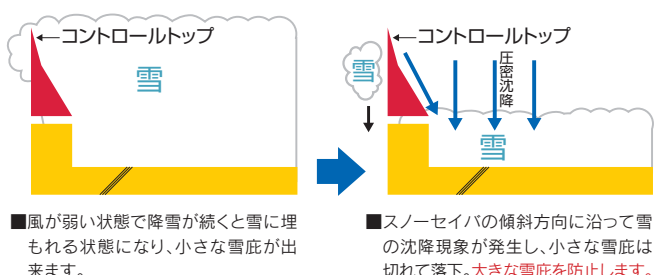 ←コントロールトップ
雪
■風が弱い状態で降雪が続くと雪に埋
もれる状態になり、小さな雪庇が出
来ます。
←コントロールトップ
雪
圧密沈降
雪
■スノーセイバの傾斜方向に沿って雪
の沈降現象が発生し、小さな雪庇は
切れて落下。大きな雪庇を防止します。